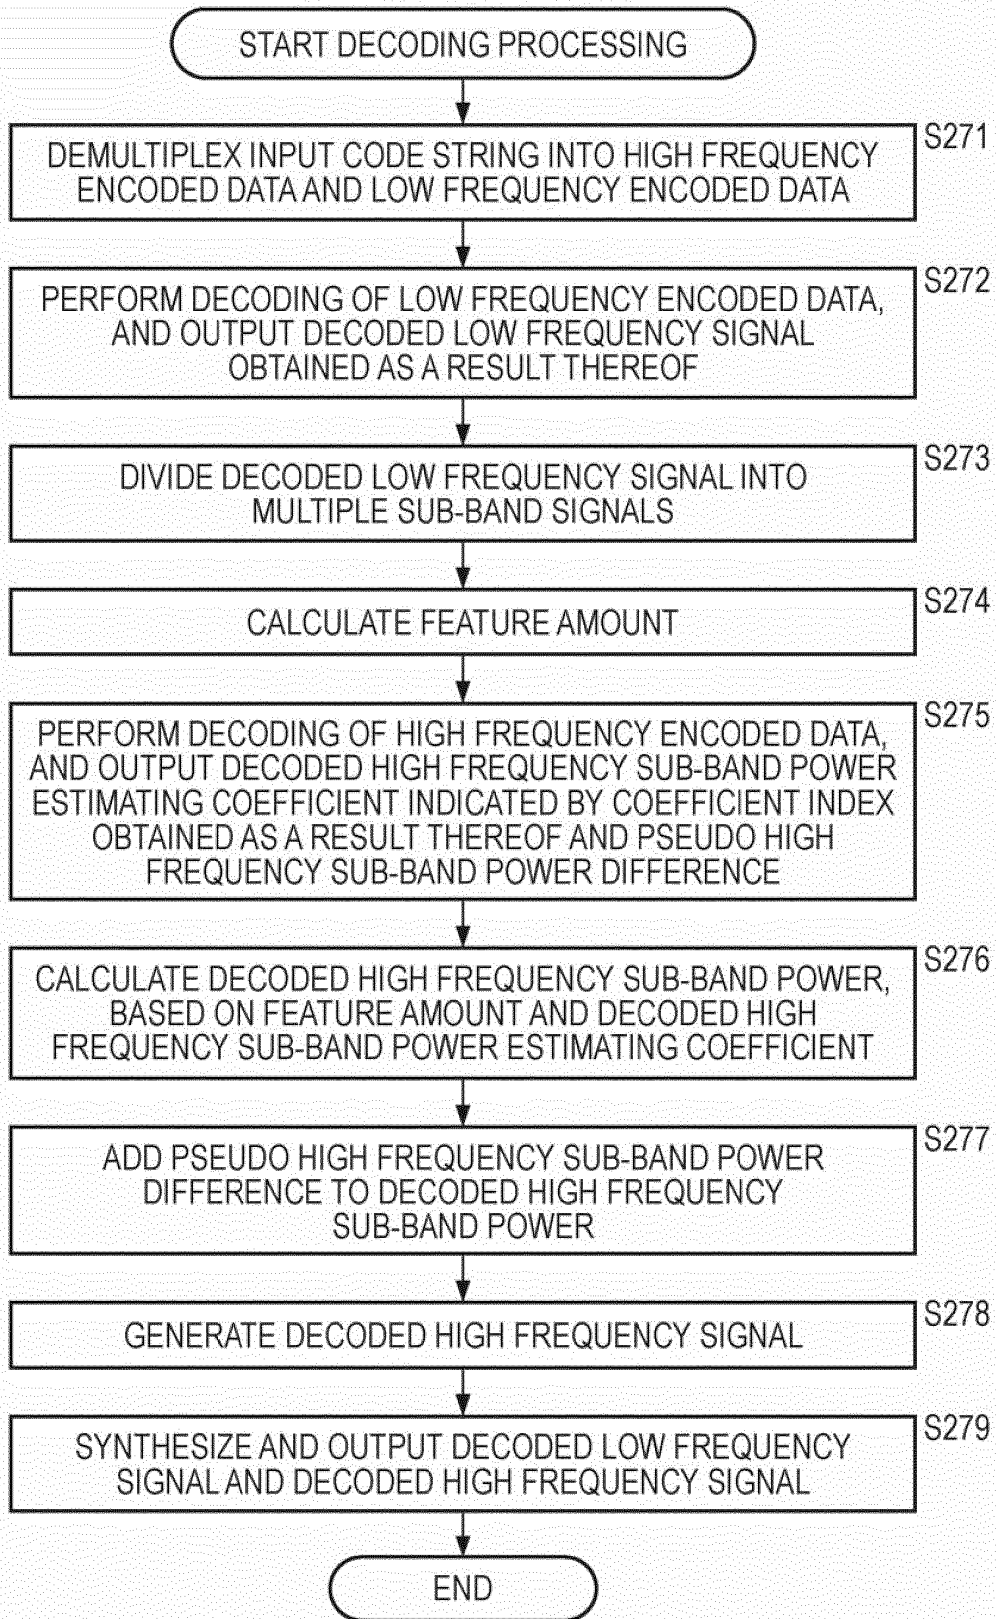 START DECODING PROCESSING
S271
DEMULTIPLEX INPUT CODE STRING INTO HIGH FREQUENCY
ENCODED DATA AND LOW FREQUENCY ENCODED DATA
S272
PERFORM DECODING OF LOW FREQUENCY ENCODED DATA,
AND OUTPUT DECODED LOW FREQUENCY SIGNAL
OBTAINED AS A RESULT THEREOF
S273
DIVIDE DECODED LOW FREQUENCY SIGNAL INTO
MULTIPLE SUB-BAND SIGNALS
S274
CALCULATE FEATURE AMOUNT
S275
PERFORM DECODING OF HIGH FREQUENCY ENCODED DATA,
AND OUTPUT DECODED HIGH FREQUENCY SUB-BAND POWER
ESTIMATING COEFFICIENT INDICATED BY COEFFICIENT INDEX
OBTAINED AS A RESULT THEREOF AND PSEUDO HIGH
FREQUENCY SUB-BAND POWER DIFFERENCE
S276
CALCULATE DECODED HIGH FREQUENCY SUB-BAND POWER,
BASED ON FEATURE AMOUNT AND DECODED HIGH
FREQUENCY SUB-BAND POWER ESTIMATING COEFFICIENT
S277
ADD PSEUDO HIGH FREQUENCY SUB-BAND POWER
DIFFERENCE TO DECODED HIGH FREQUENCY
SUB-BAND POWER
S278
GENERATE DECODED HIGH FREQUENCY SIGNAL
S279
SYNTHESIZE AND OUTPUT DECODED LOW FREQUENCY
SIGNAL AND DECODED HIGH FREQUENCY SIGNAL
END